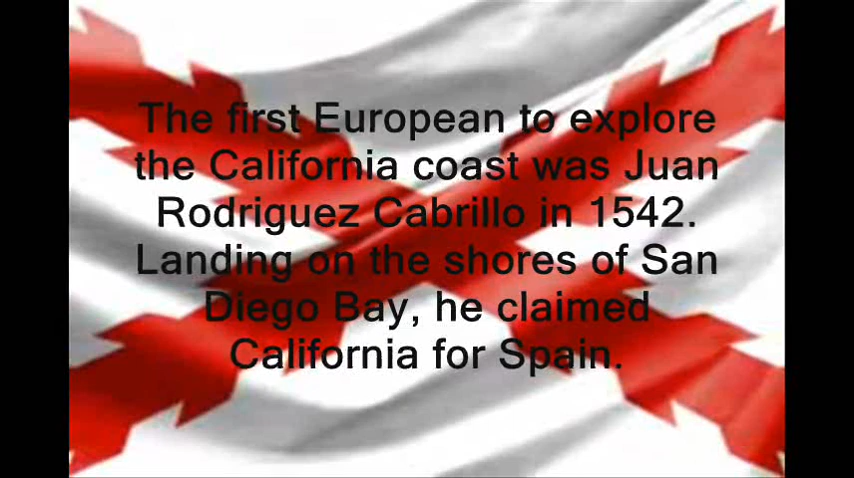 The first European to explore
the California coast was Juan
Rodriguez Cabrillo in 1542.
Landing on the shores of San
Diego Bay, he claimed
California for Spain.